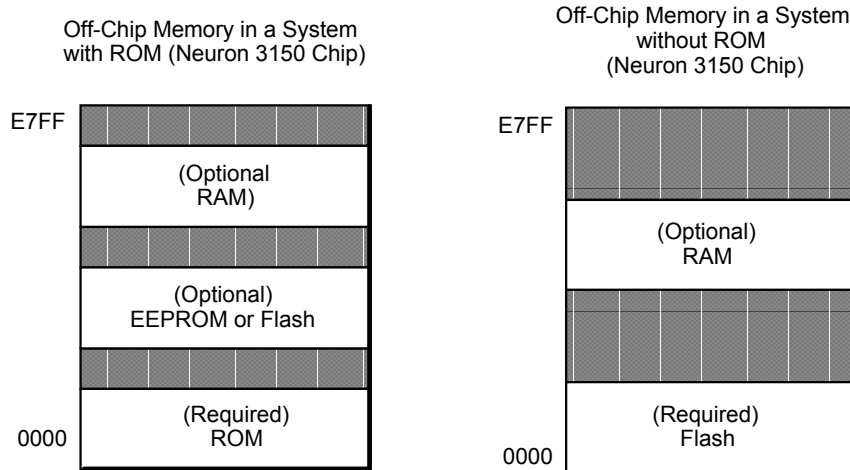 Off-Chip Memory in a System
with ROM (Neuron 3150 Chip)
E7FF
(Optional
RAM)
(Optional)
EEPROM or Flash
(Required)
ROM
0000
Off-Chip Memory in a System
without ROM
(Neuron 3150 Chip)
E7FF
(Optional)
RAM
(Required)
Flash
0000